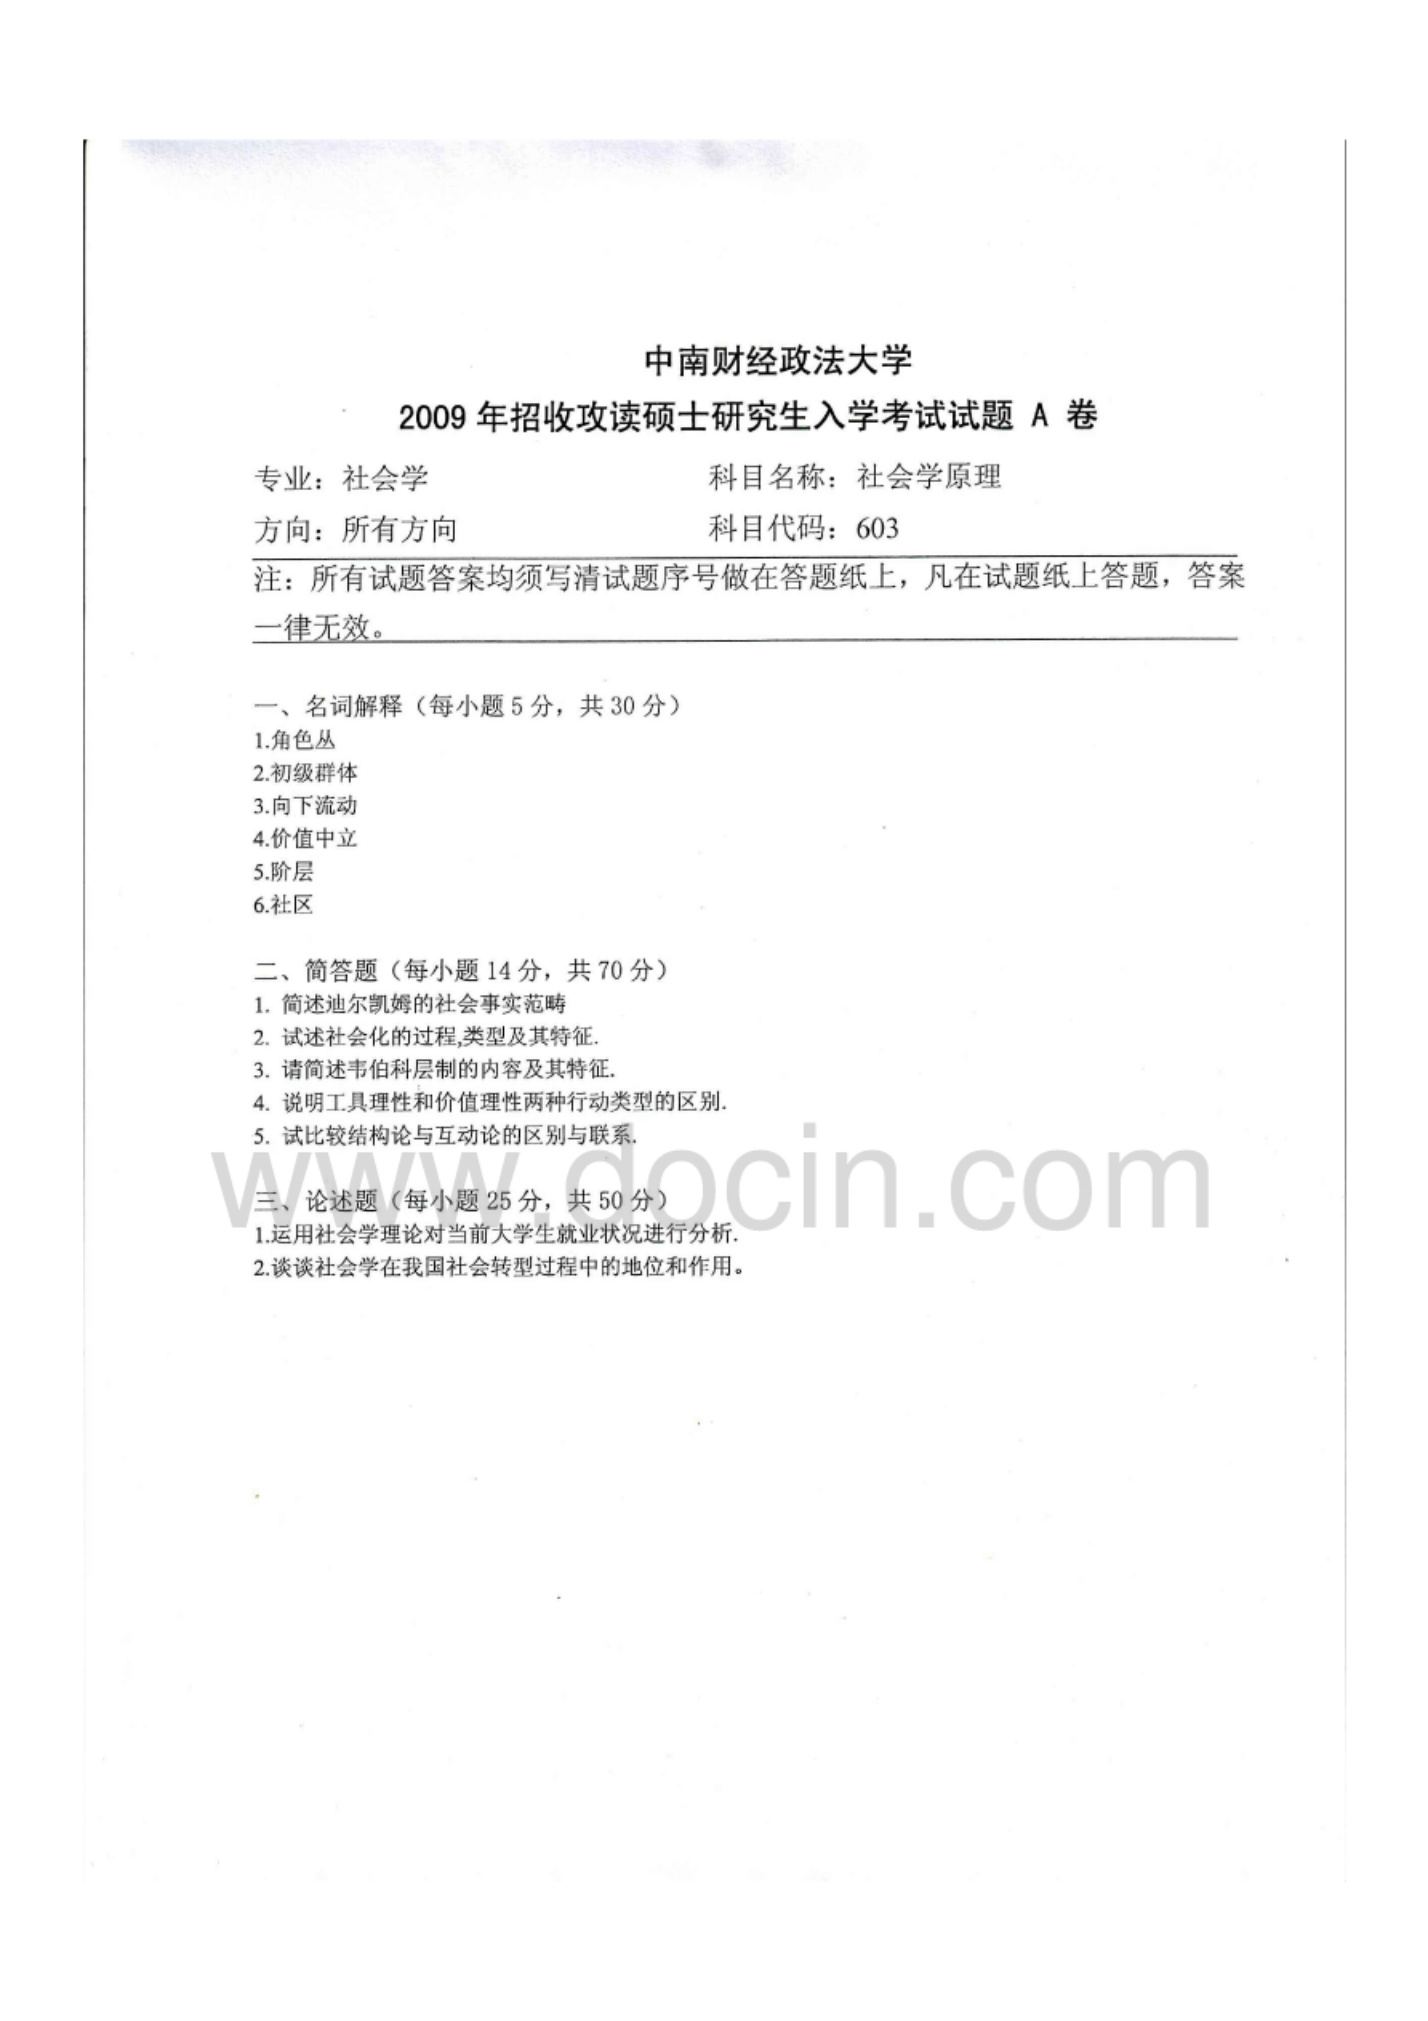 中南财经政法大学
2009 年招收攻读硕士研究生入学考试试题 A 卷
专业：社会学 科目名称：社会学原理
方向：所有方向 科目代码：603
注：所有试题答案均须写清试题序号做在答题纸上，凡在试题纸上答题，答案
一律无效。
一、名词解释（每小题 5 分，共 30 分）
1.角色丛
2.初级群体
3.向下流动
4.价值中立
5.阶层
6.社区
二、简答题（每小题 14 分，共 70 分）
1. 简述迪尔凯姆的社会事实范畴
2. 试述社会化的过程,类型及其特征.
3. 请简述韦伯科层制的内容及其特征.
4. 说明工具理性和价值理性两种行动类型的区别.
5. 试比较结构论与互动论的区别与联系.
www.docin.com
三、论述题（每小题 25 分，共 50 分）
1.运用社会学理论对当前大学生就业状况进行分析.
2.谈谈社会学在我国社会转型过程中的地位和作用。